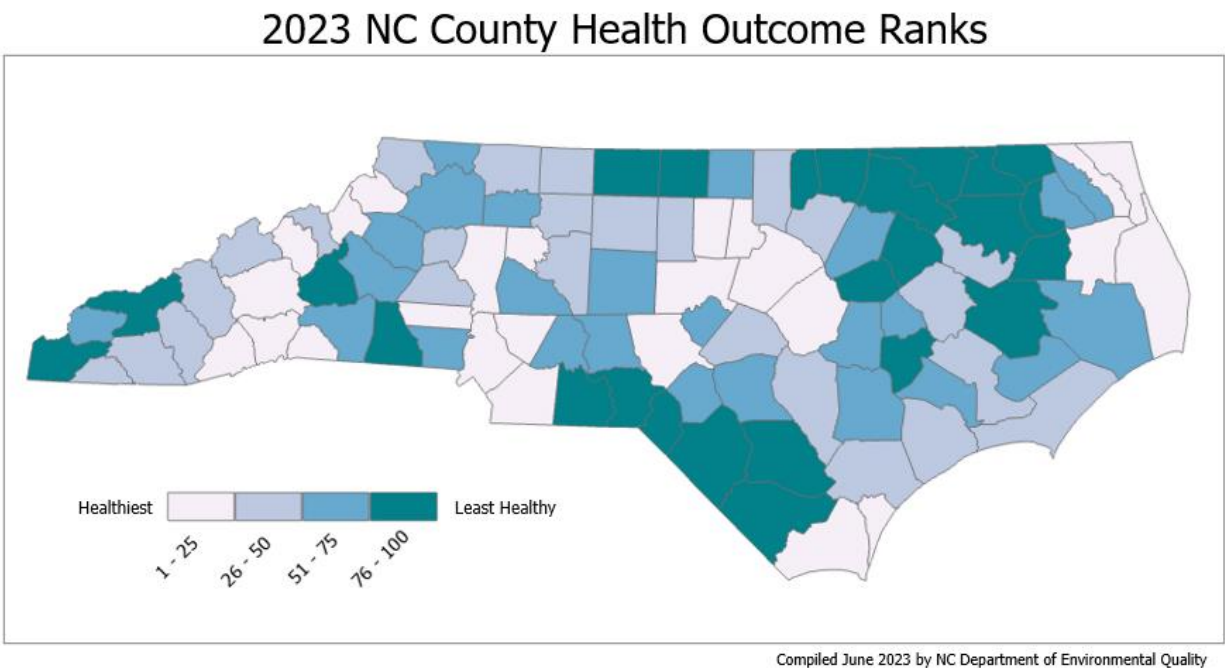 2023 NC County Health Outcome Ranks
Healthiest
Least Healthy
1 - 25
26 - 50
51 - 75
76 - 100
Compiled June 2023 by NC Department of Environmental Quality